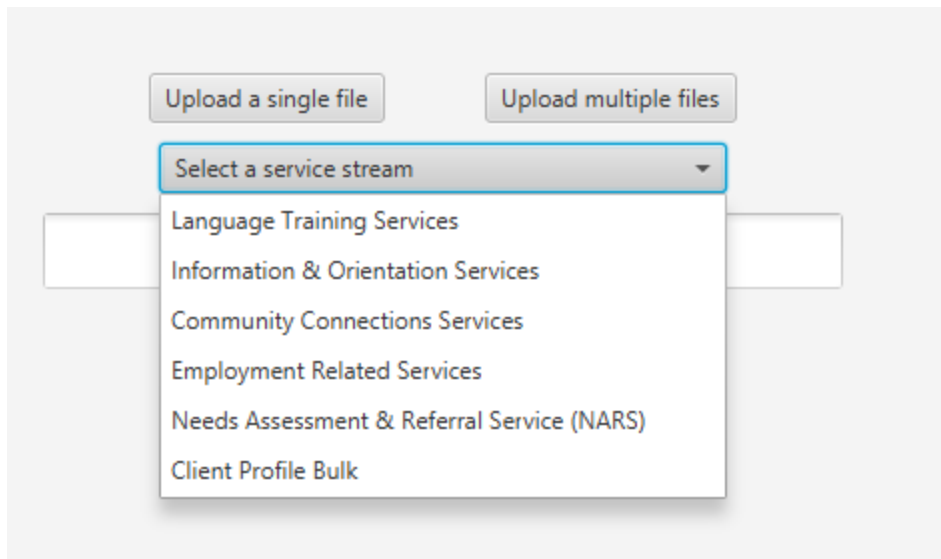 Upload a single file
Upload multiple files
Select a service stream
Language Training Services
Information & Orientation Services
Community Connections Services
Employment Related Services
Needs Assessment & Referral Service (NARS)
Client Profile Bulk